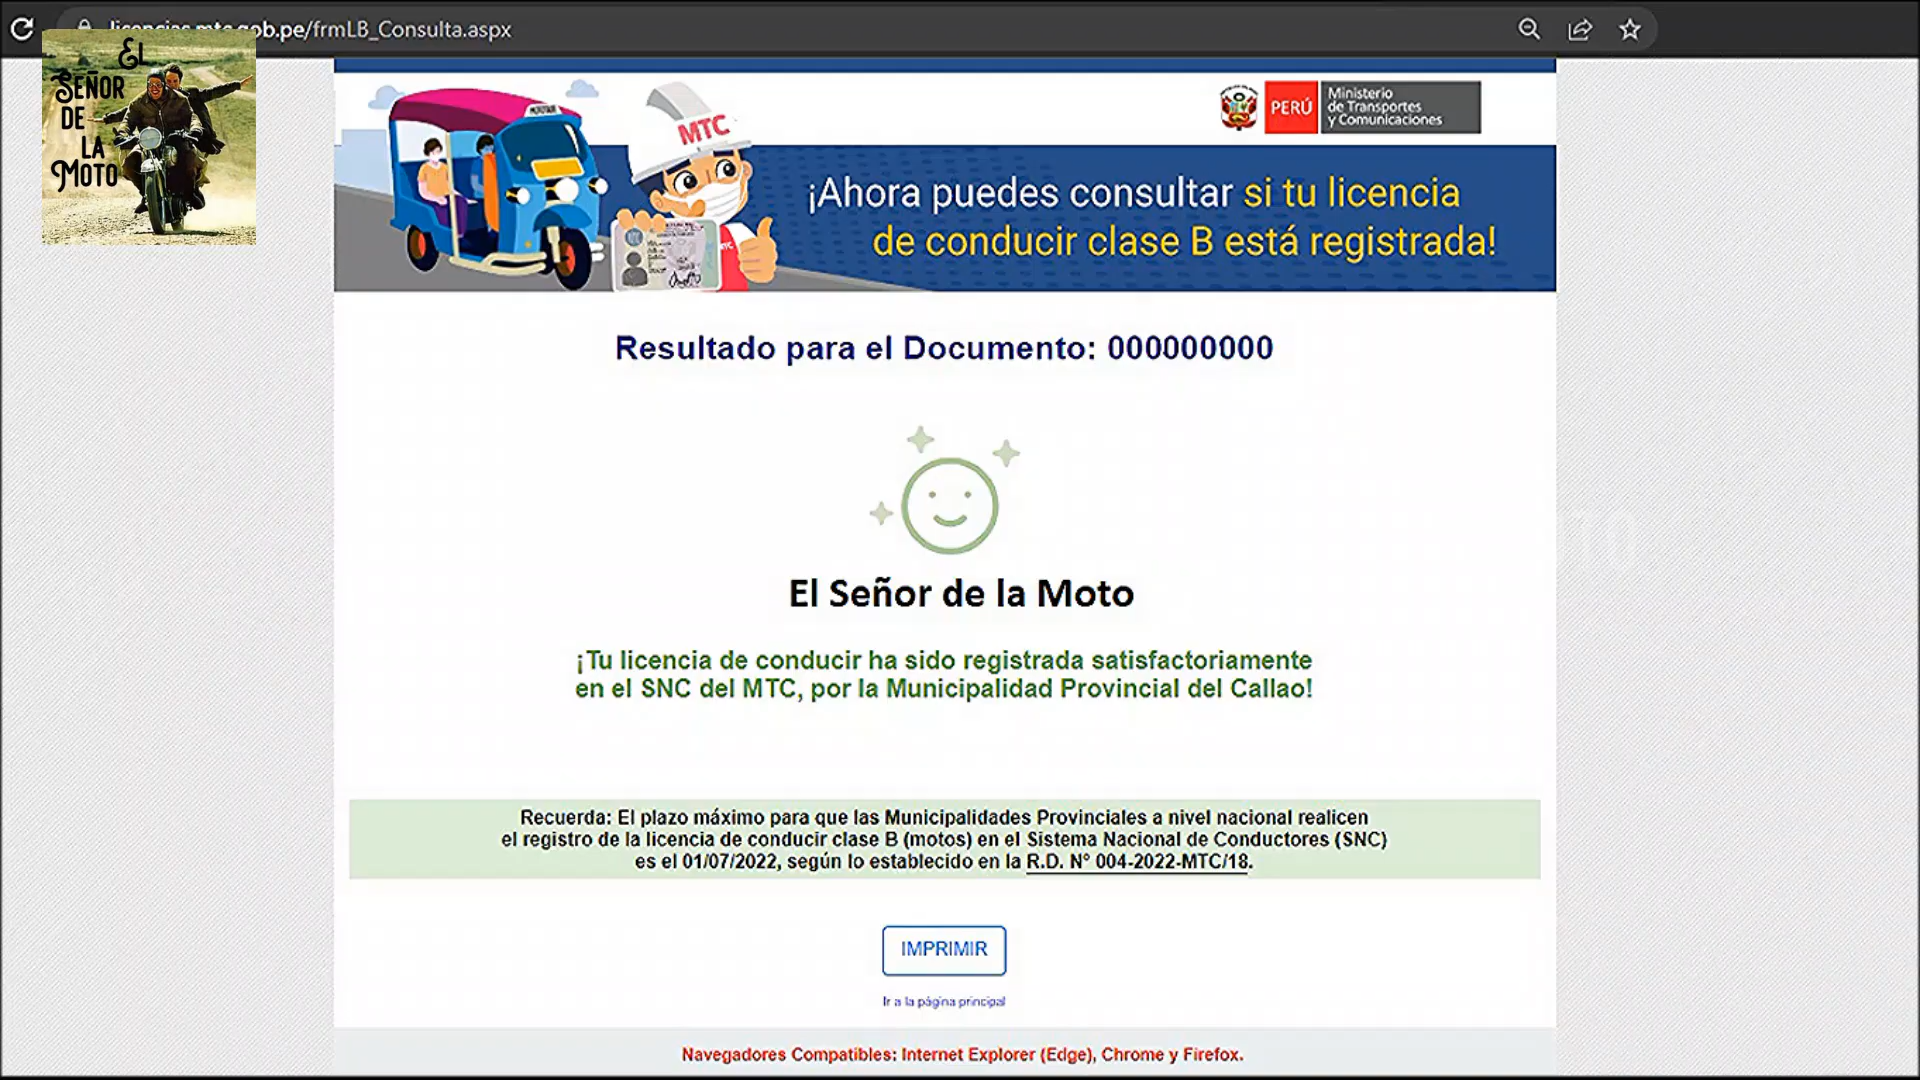 licencias.mtc.gob.pe/frmLB_Consulta.aspx
EL
SEÑOR
DE
LA
MOTO
MTC
PERÚ
Ministerio
de Transportes
y Comunicaciones
¡Ahora puedes consultar si tu licencia
de conducir clase B está registrada!
Resultado para el Documento: 000000000
El Señor de la Moto
¡Tu licencia de conducir ha sido registrada satisfactoriamente
en el SNC del MTC, por la Municipalidad Provincial del Callao!
Recuerda: El plazo máximo para que las Municipalidades Provinciales a nivel nacional realicen
el registro de la licencia de conducir clase B (motos) en el Sistema Nacional de Conductores (SNC)
es el 01/07/2022, según lo establecido en la R.D. N° 004-2022-MTC/18.
IMPRIMIR
Ir a la página principal
Navegadores Compatibles: Internet Explorer (Edge), Chrome y Firefox.